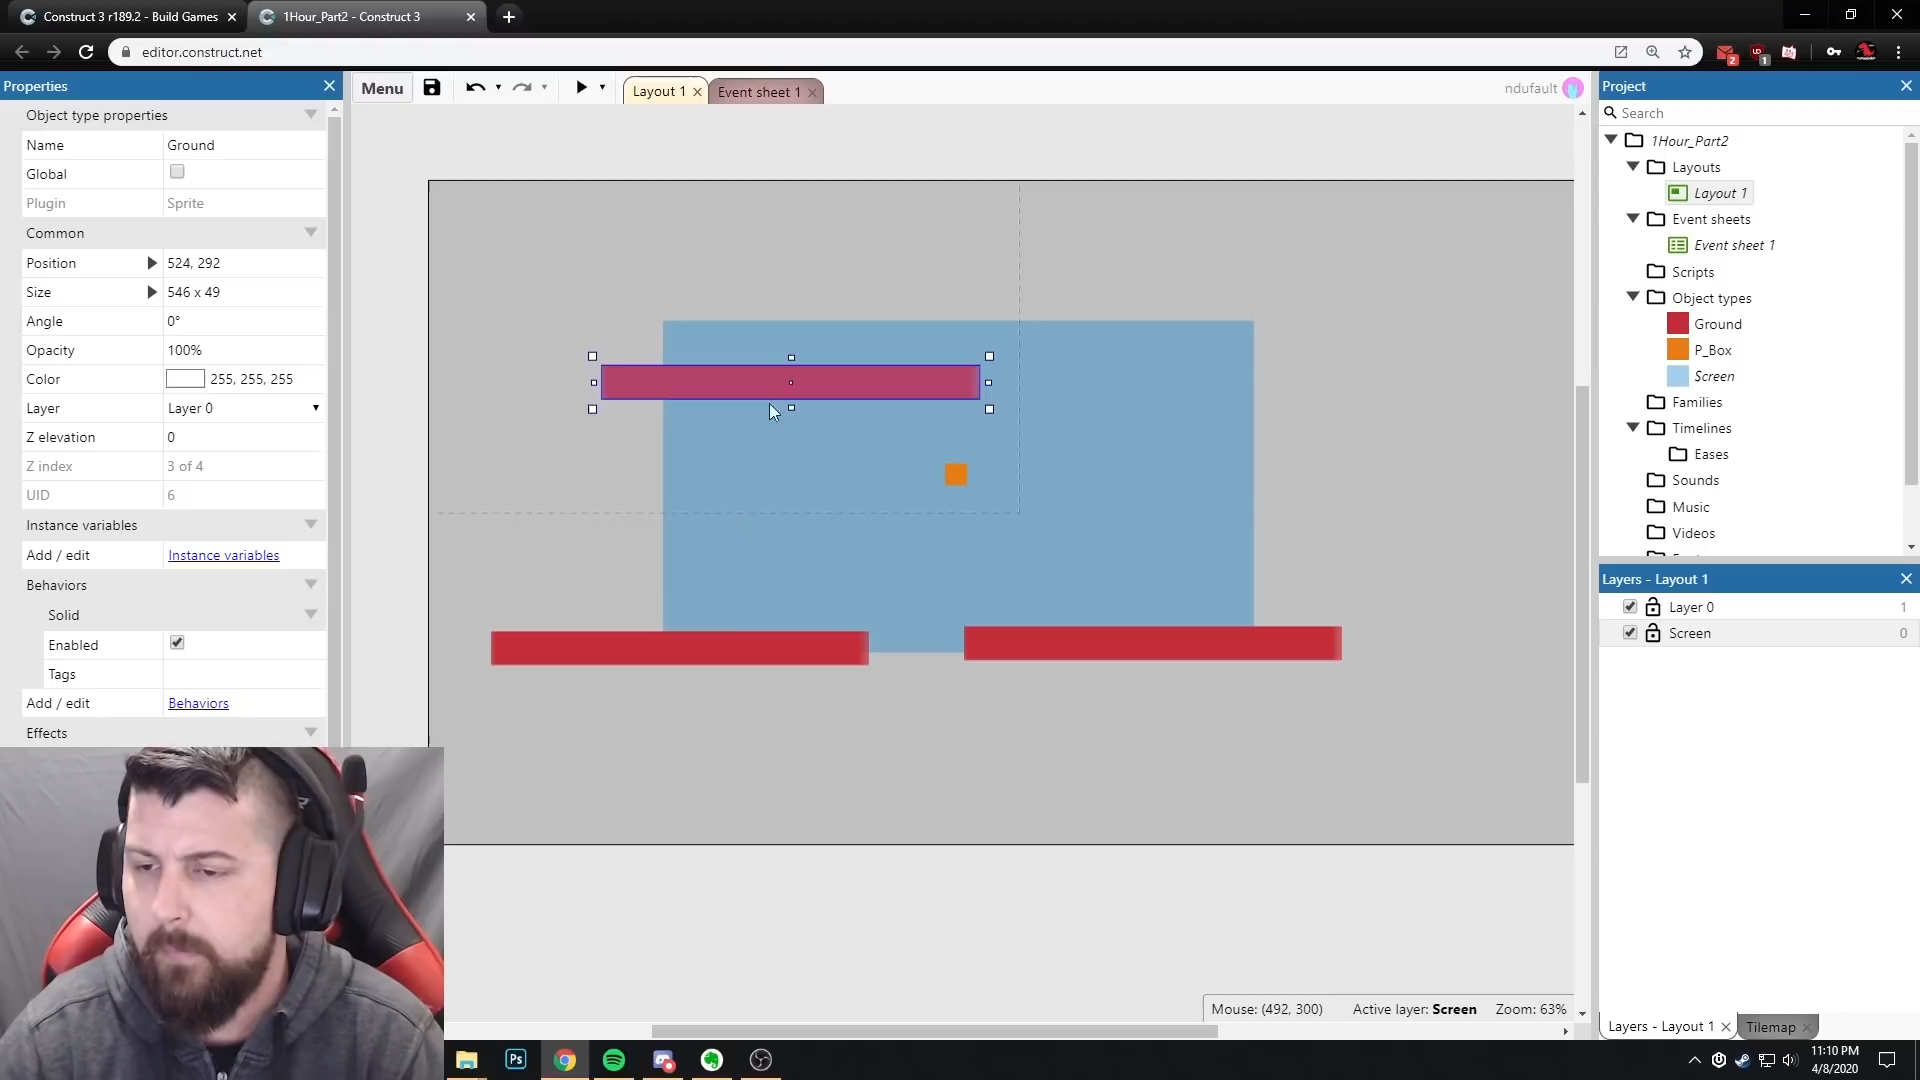 Construct 3 r189.2 - Build Games
1Hour_Part2 - Construct 3
editor.construct.net
2
1
Properties
Object type properties
Name Ground
Global
Plugin Sprite
Common
Position 524, 292
Size 546 x 49
Angle 0°
Opacity 100%
Color 255, 255, 255
Layer Layer 0
Z elevation 0
Z index 3 of 4
UID 6
Instance variables
Add / edit Instance variables
Behaviors
Solid
Enabled
Tags
Add / edit Behaviors
Effects
Menu
Layout 1
Event sheet 1
ndufault
Mouse: (492, 300) Active layer: Screen Zoom: 63%
Project
Search
1Hour_Part2
Layouts
Layout 1
Event sheets
Event sheet 1
Scripts
Object types
Ground
P_Box
Screen
Families
Timelines
Eases
Sounds
Music
Videos
Layers - Layout 1
Layer 0 1
Screen 0
Layers - Layout 1
Tilemap
Ps
11:10 PM
4/8/2020